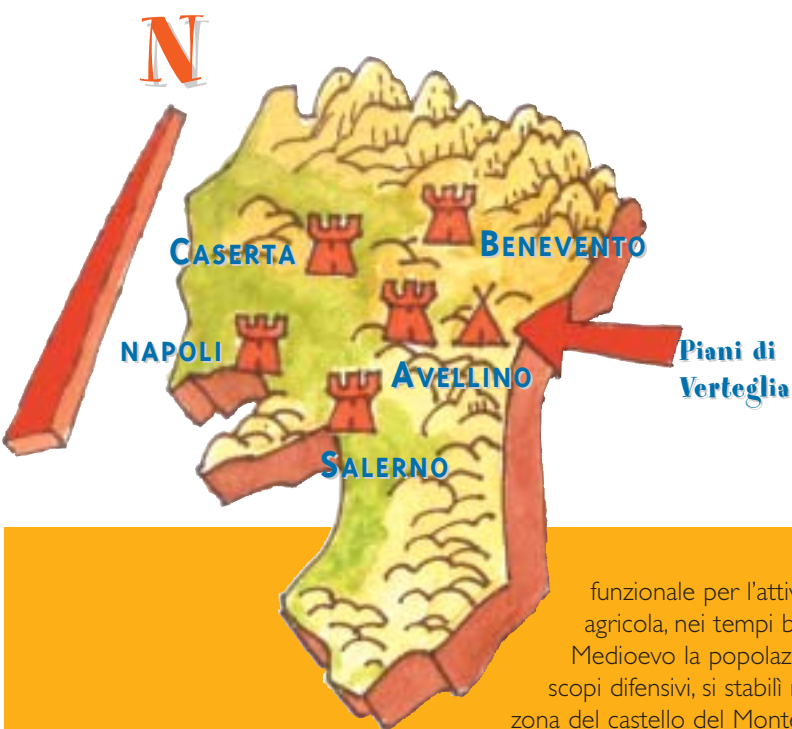 N
CASERTA
BENEVENTO
NAPOLI
AVELLINO
Piani di
Verteglia
SALERNO
funzionale per l'attiv
agricola, nei tempi b
Medioevo la popolaz
scopi difensivi, si stabilì
zona del castello del Monte